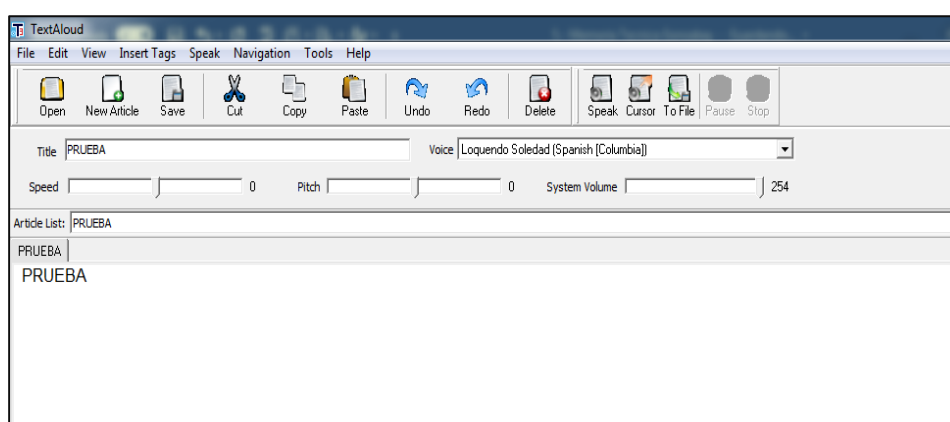 TextAloud
File Edit View Insert Tags Speak Navigation Tools Help
Open New Article Save Cut Copy Paste Undo Redo Delete Speak Cursor To File Pause Stop
Title PRUEBA Voice Loquendo Soledad (Spanish [Columbia])
Speed 0 Pitch 0 System Volume 254
Article List: PRUEBA
PRUEBA
PRUEBA